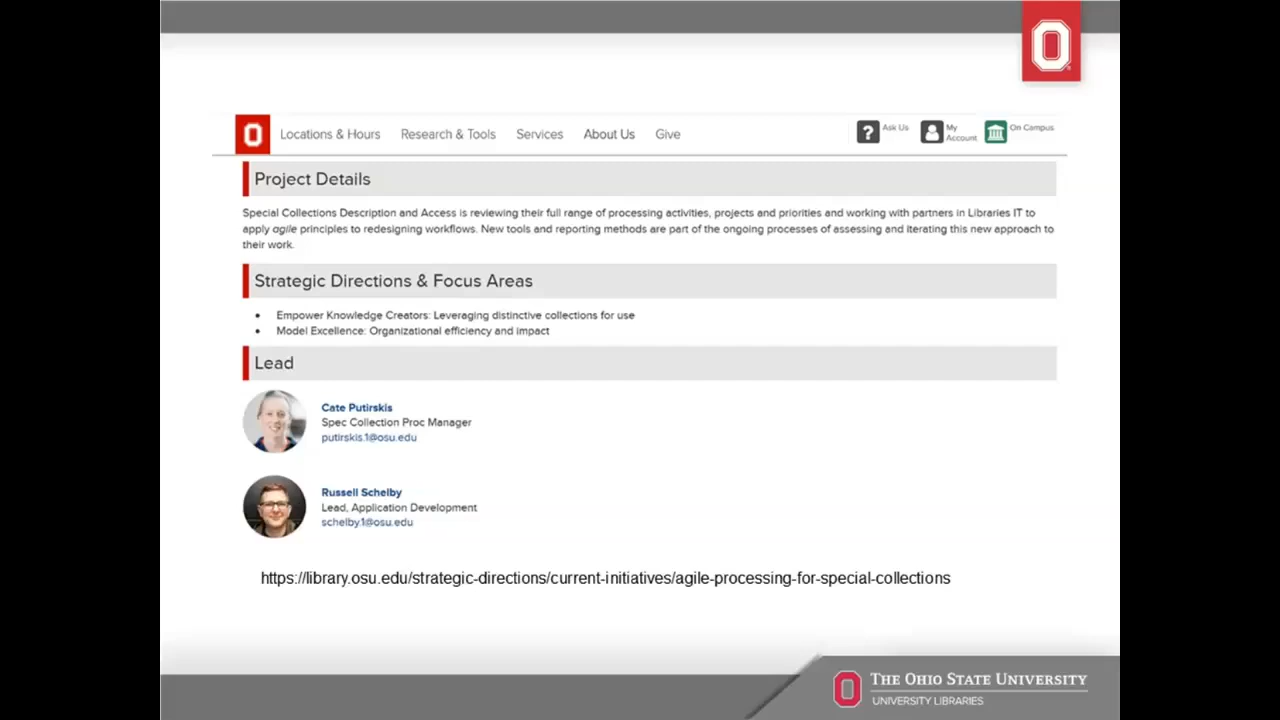 O
O
Locations & Hours Research & Tools Services About Us Give
? Ask Us My Account On Campus
Project Details
Special Collections Description and Access is reviewing their full range of processing activities, projects and priorities and working with partners in Libraries IT to
apply agile principles to redesigning workflows. New tools and reporting methods are part of the ongoing processes of assessing and iterating this new approach to
their work.
Strategic Directions & Focus Areas
• Empower Knowledge Creators: Leveraging distinctive collections for use
• Model Excellence: Organizational efficiency and impact
Lead
Cate Putirskis
Spec Collection Proc Manager
putirskis.1@osu.edu
Russell Schelby
Lead, Application Development
schelby.1@osu.edu
https://library.osu.edu/strategic-directions/current-initiatives/agile-processing-for-special-collections
O
THE OHIO STATE UNIVERSITY
UNIVERSITY LIBRARIES